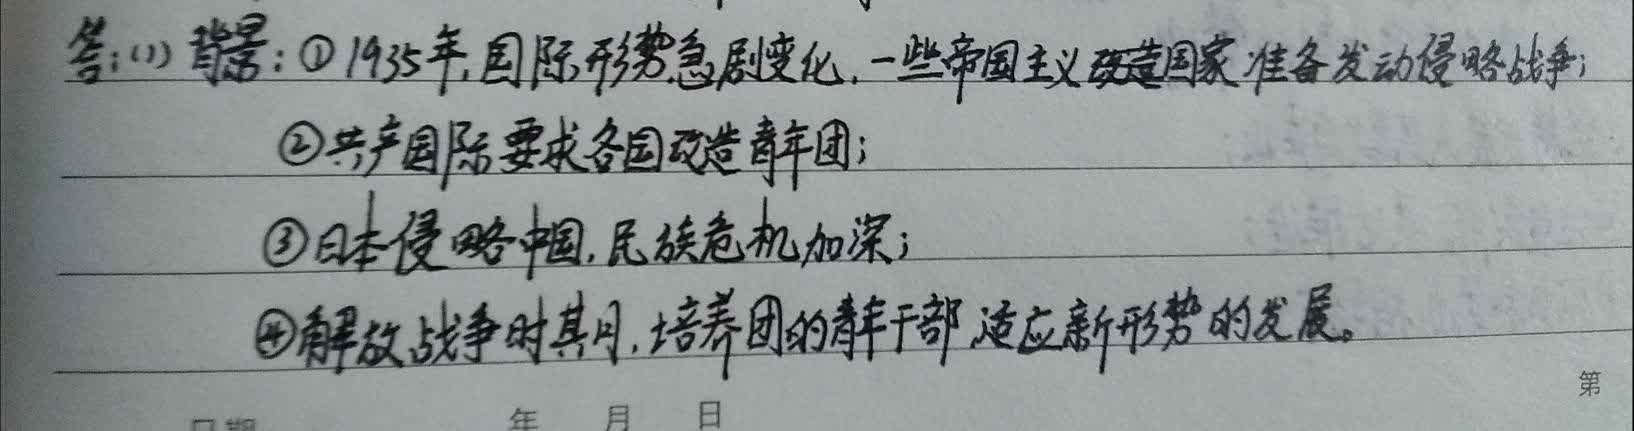 答:(1)背景:①1935年,国际形势急剧变化,一些帝国主义改造国家准备发动侵略战争;
②共产国际要求各国改造青年团;
③日本侵略中国,民族危机加深;
④解放战争时期,培养团的青年干部适应新形势的发展。
第
日期 年 月 日